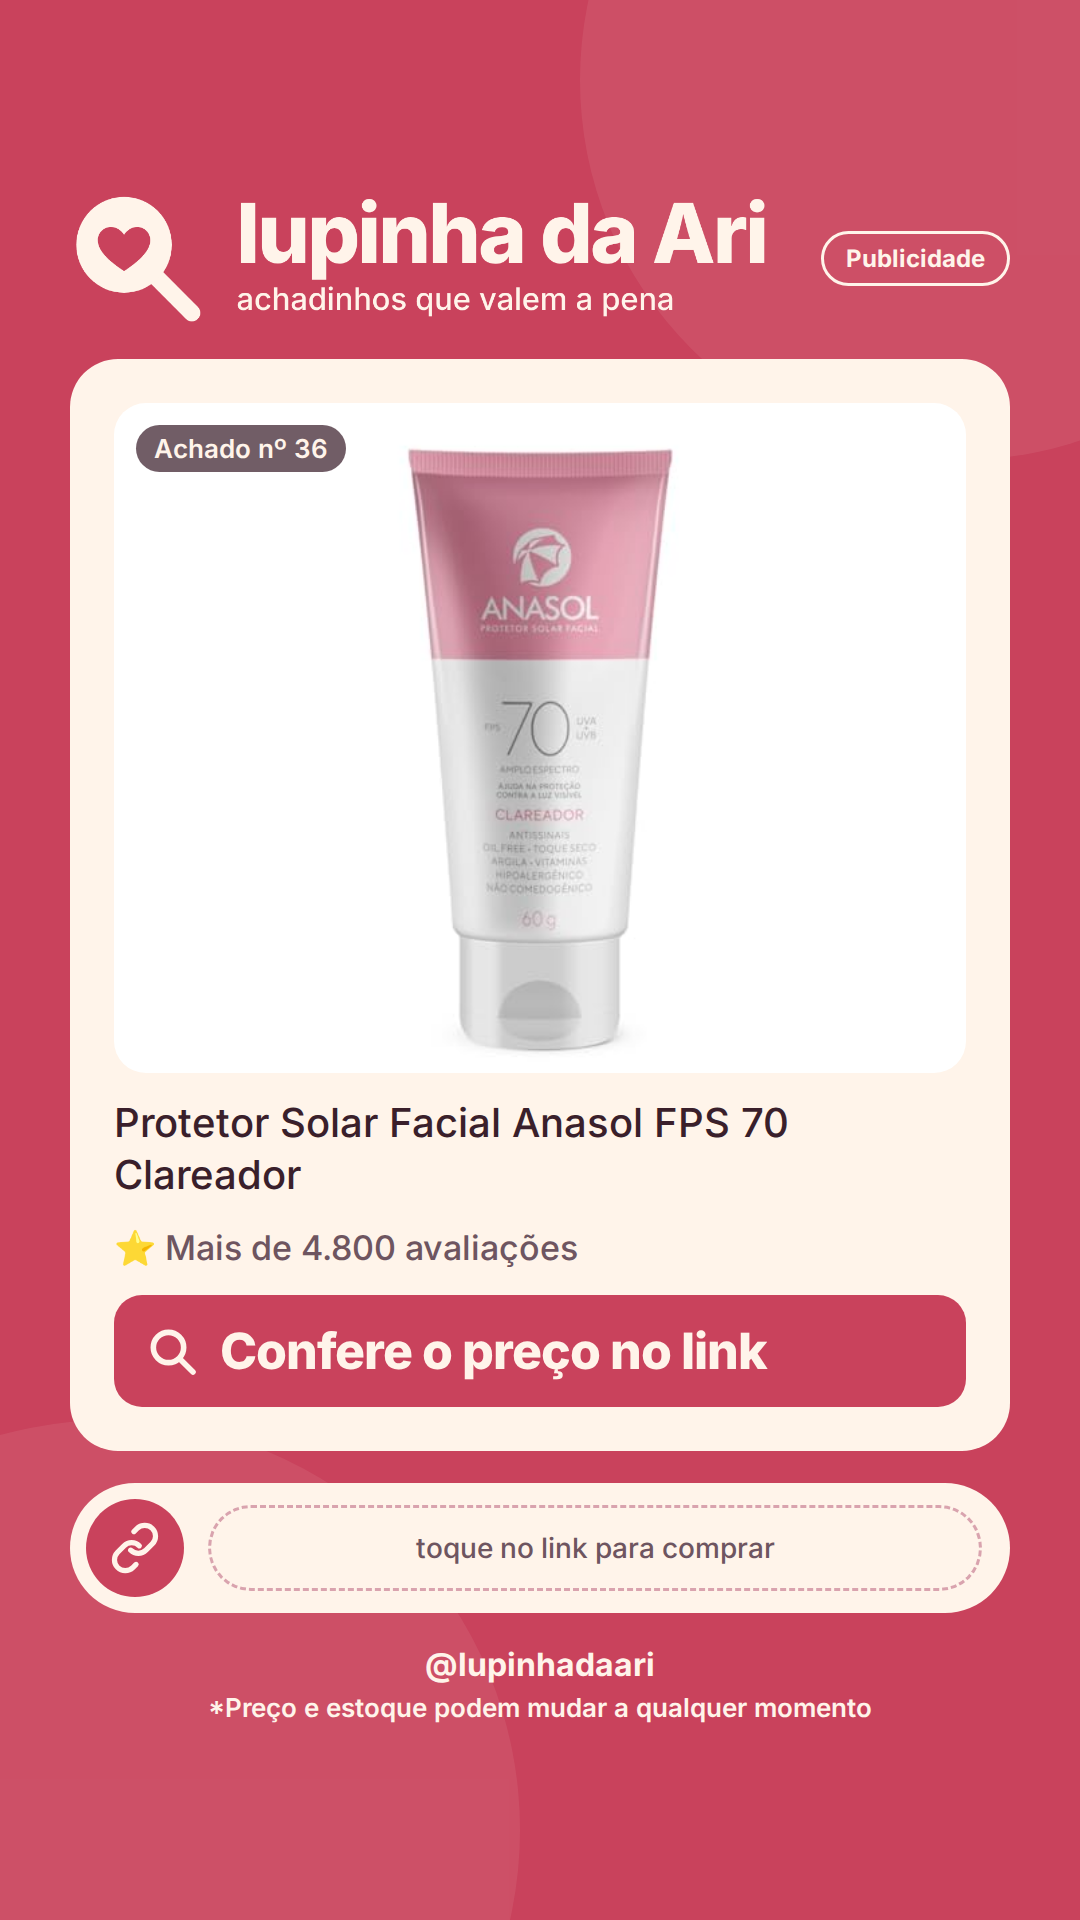 lupinha da Ari
achadinhos que valem a pena
Publicidade
Achado nº 36
ANASOL
PROTETOR SOLAR FACIAL
FPS 70 UVA + UVB
AMPLO ESPECTRO
AJUDA NA PROTEÇÃO
CONTRA A LUZ VISÍVEL
CLAREADOR
ANTISSINAIS
OIL FREE • TOQUE SECO
ARGILA • VITAMINAS
HIPOALERGÊNICO
NÃO COMEDOGÊNICO
60 g
Protetor Solar Facial Anasol FPS 70
Clareador
⭐ Mais de 4.800 avaliações
Confere o preço no link
toque no link para comprar
@lupinhadaari
*Preço e estoque podem mudar a qualquer momento